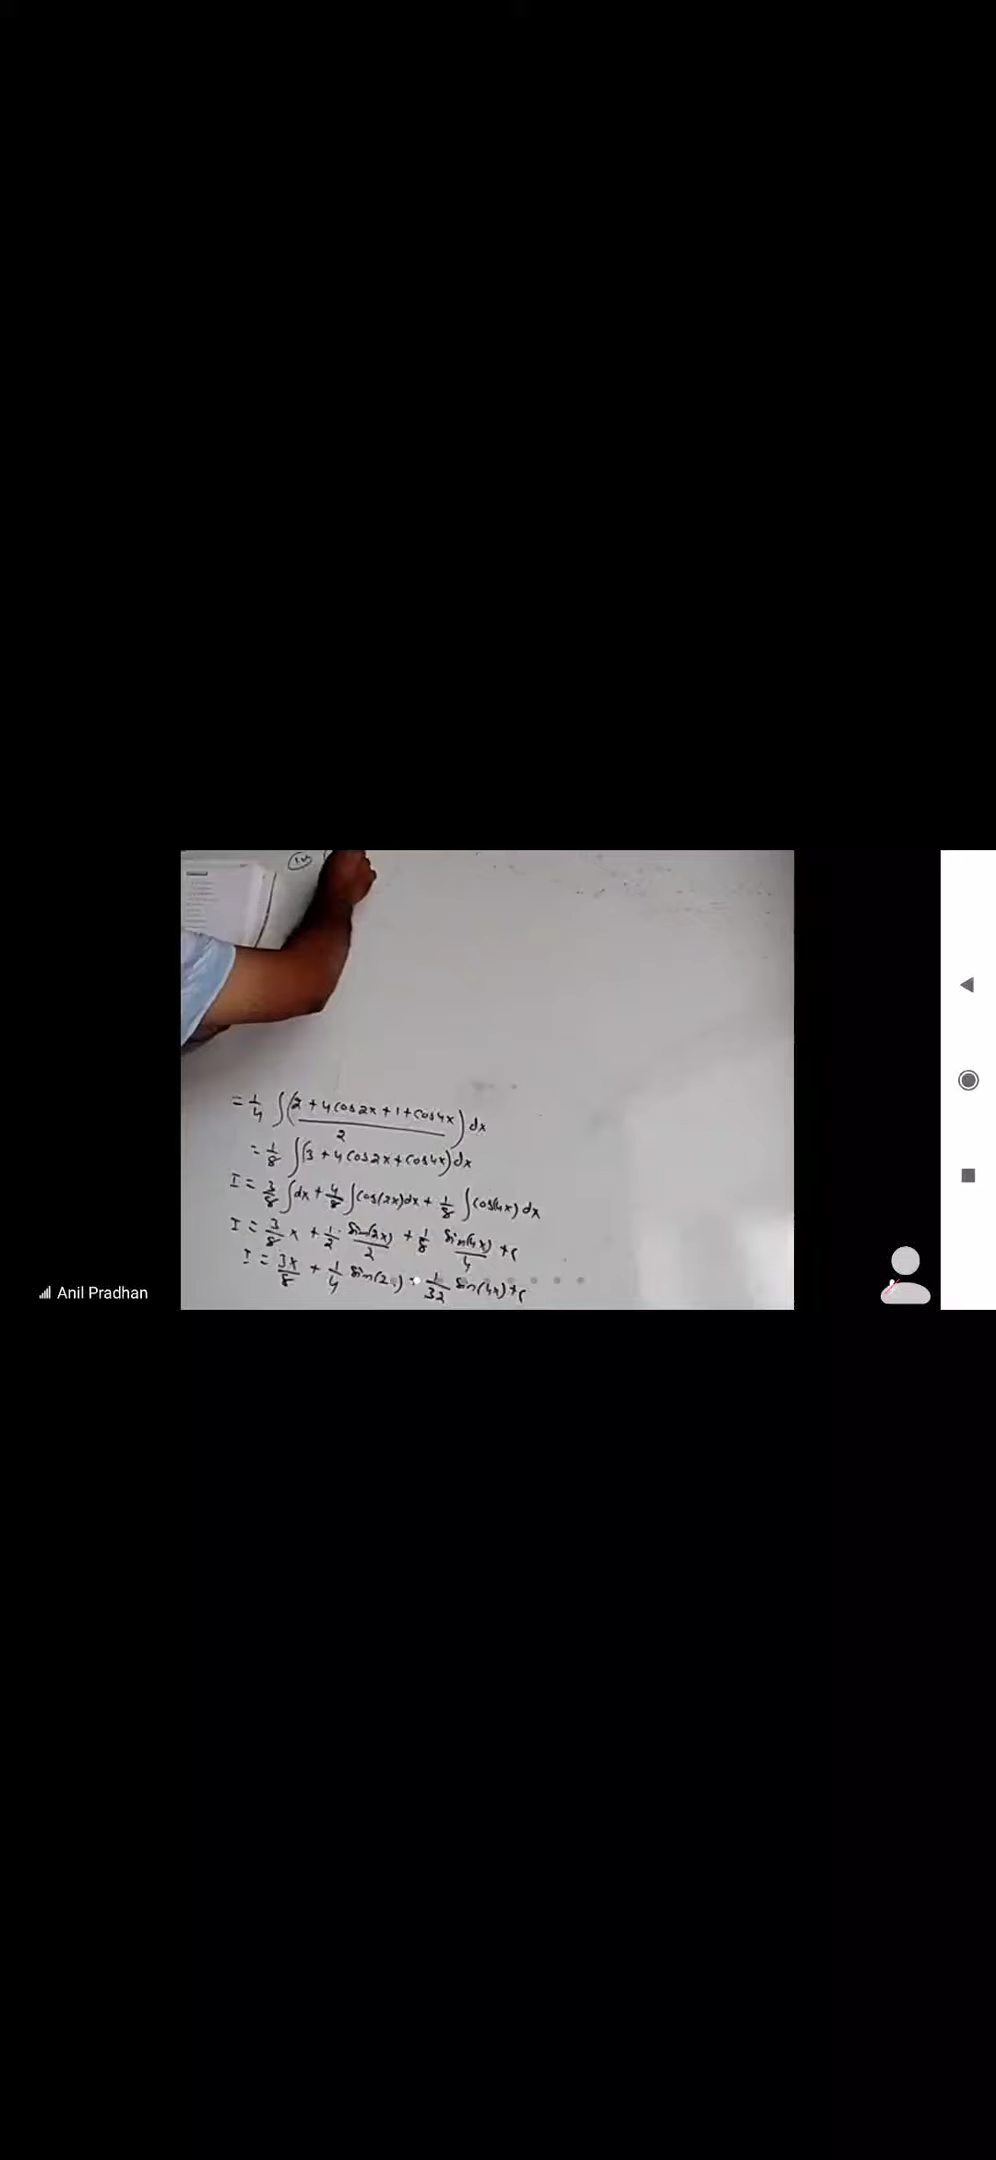 iv
= 1/4 ∫(2 + 4cos2x + 1 + cos4x / 2) dx
= 1/8 ∫(3 + 4cos2x + cos4x) dx
I = 3/8 ∫dx + 4/8 ∫cos(2x)dx + 1/8 ∫cos(4x) dx
I = 3/8 x + 1/2 · sin(2x)/2 + 1/8 sin(4x)/4 + c
I = 3x/8 + 1/4 sin(2 ) 1/32 sin(4x) + c
Anil Pradhan